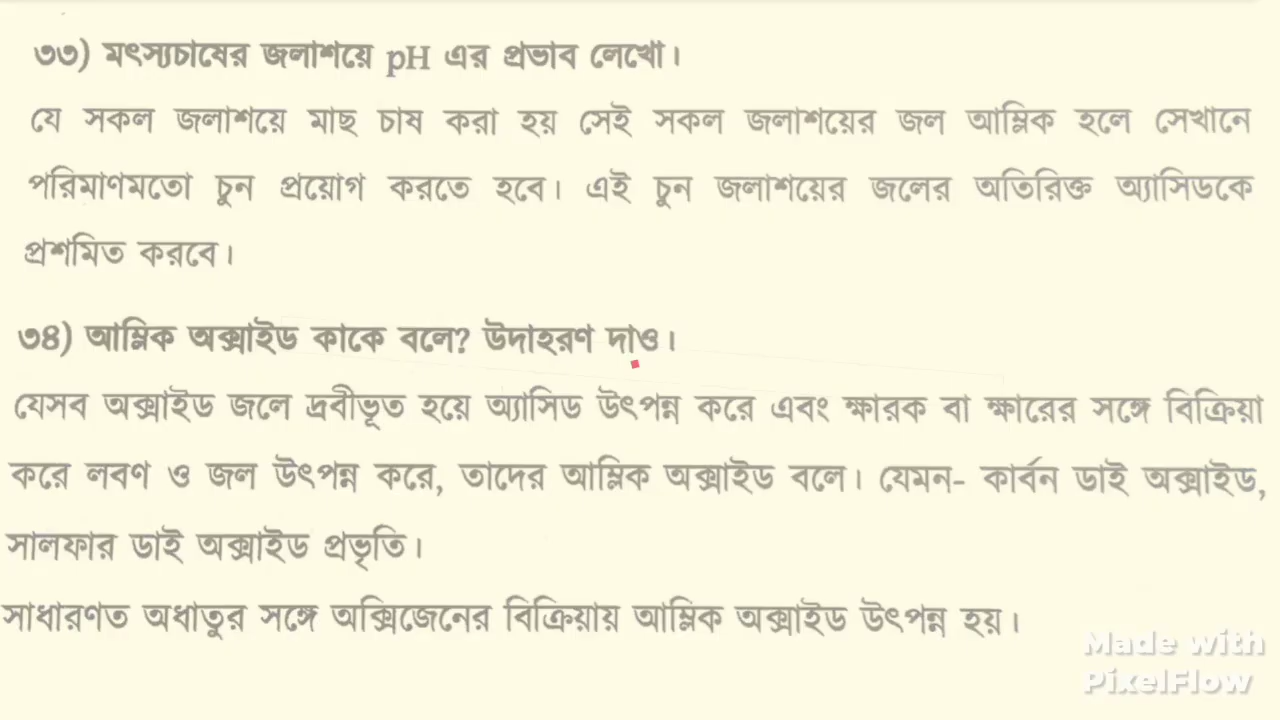 ৩৩) মৎস্যচাষের জলাশয়ে pH এর প্রভাব লেখো।
যে সকল জলাশয়ে মাছ চাষ করা হয় সেই সকল জলাশয়ের জল আম্লিক হলে সেখানে
পরিমাণমতো চুন প্রয়োগ করতে হবে। এই চুন জলাশয়ের জলের অতিরিক্ত অ্যাসিডকে
প্রশমিত করবে।
৩৪) আম্লিক অক্সাইড কাকে বলে? উদাহরণ দাও।
যেসব অক্সাইড জলে দ্রবীভূত হয়ে অ্যাসিড উৎপন্ন করে এবং ক্ষারক বা ক্ষারের সঙ্গে বিক্রিয়া
করে লবণ ও জল উৎপন্ন করে, তাদের আম্লিক অক্সাইড বলে। যেমন- কার্বন ডাই অক্সাইড,
সালফার ডাই অক্সাইড প্রভৃতি।
সাধারণত অধাতুর সঙ্গে অক্সিজেনের বিক্রিয়ায় আম্লিক অক্সাইড উৎপন্ন হয়।
Made with
PixelFlow